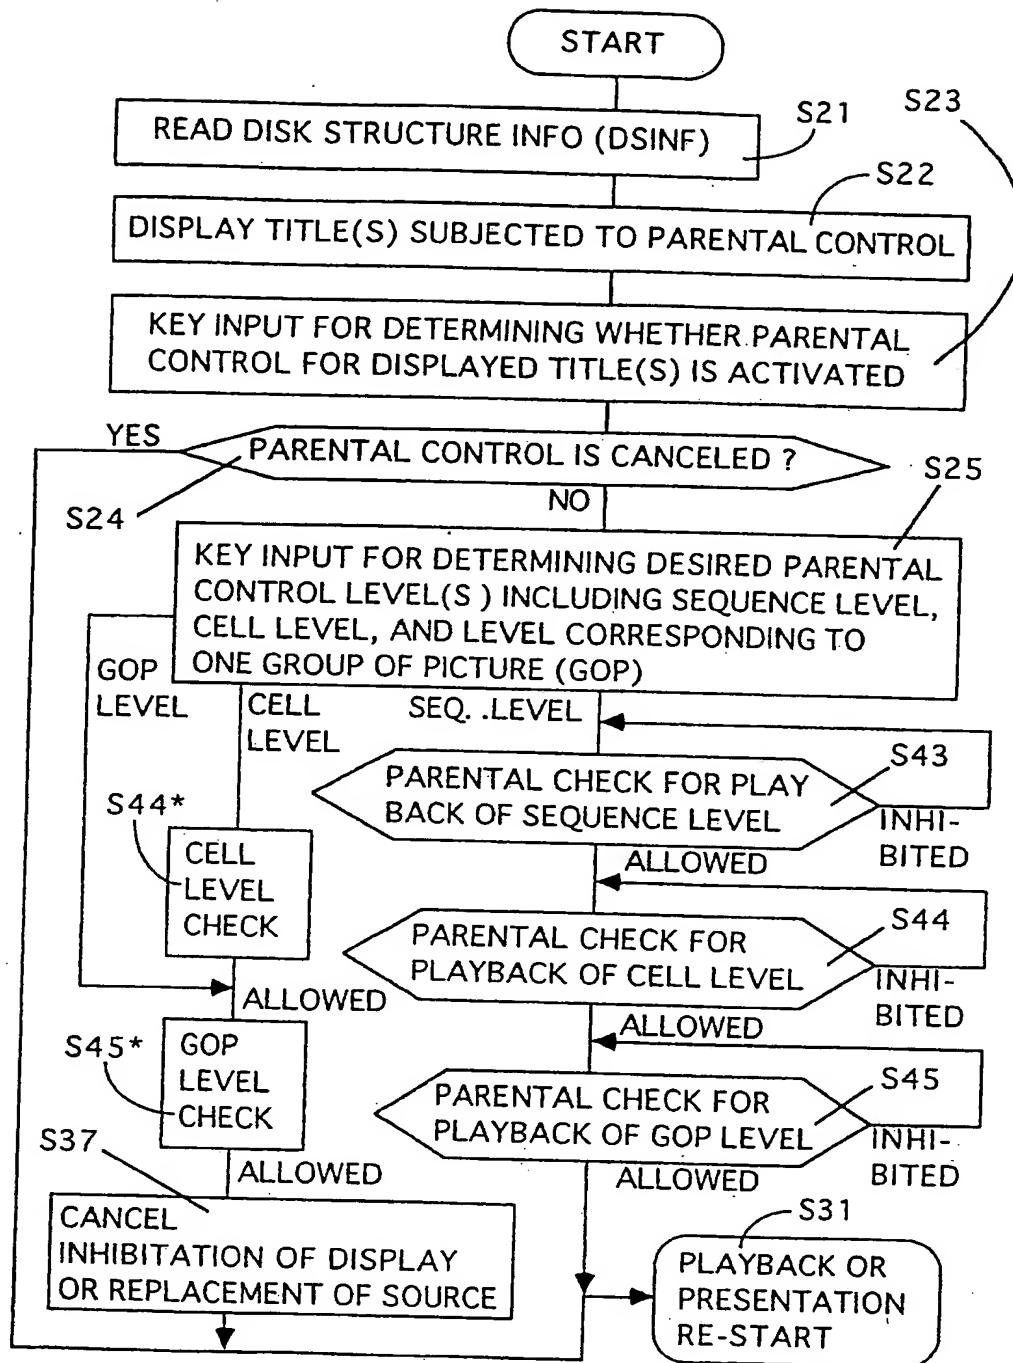 START
READ DISK STRUCTURE INFO (DSINF)
S21
S23
S22
DISPLAY TITLE(S) SUBJECTED TO PARENTAL CONTROL
KEY INPUT FOR DETERMINING WHETHER PARENTAL
CONTROL FOR DISPLAYED TITLE(S) IS ACTIVATED
YES
PARENTAL CONTROL IS CANCELED ?
S24
NO
S25
KEY INPUT FOR DETERMINING DESIRED PARENTAL
CONTROL LEVEL(S ) INCLUDING SEQUENCE LEVEL,
CELL LEVEL, AND LEVEL CORRESPONDING TO
ONE GROUP OF PICTURE (GOP)
GOP
LEVEL
CELL
LEVEL
SEQ. .LEVEL
PARENTAL CHECK FOR PLAY
BACK OF SEQUENCE LEVEL
S43
INHI-
BITED
ALLOWED
S44*
CELL
LEVEL
CHECK
PARENTAL CHECK FOR
PLAYBACK OF CELL LEVEL
S44
INHI-
BITED
ALLOWED
ALLOWED
S45*
GOP
LEVEL
CHECK
PARENTAL CHECK FOR
PLAYBACK OF GOP LEVEL
S45
INHI-
BITED
S37
ALLOWED
ALLOWED
CANCEL
INHIBITATION OF DISPLAY
OR REPLACEMENT OF SOURCE
S31
PLAYBACK OR
PRESENTATION
RE-START